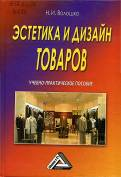 Н.И. Волошко
ЭСТЕТИКА И ДИЗАЙН
ТОВАРОВ
УЧЕБНО-ПРАКТИЧЕСКОЕ ПОСОБИЕ